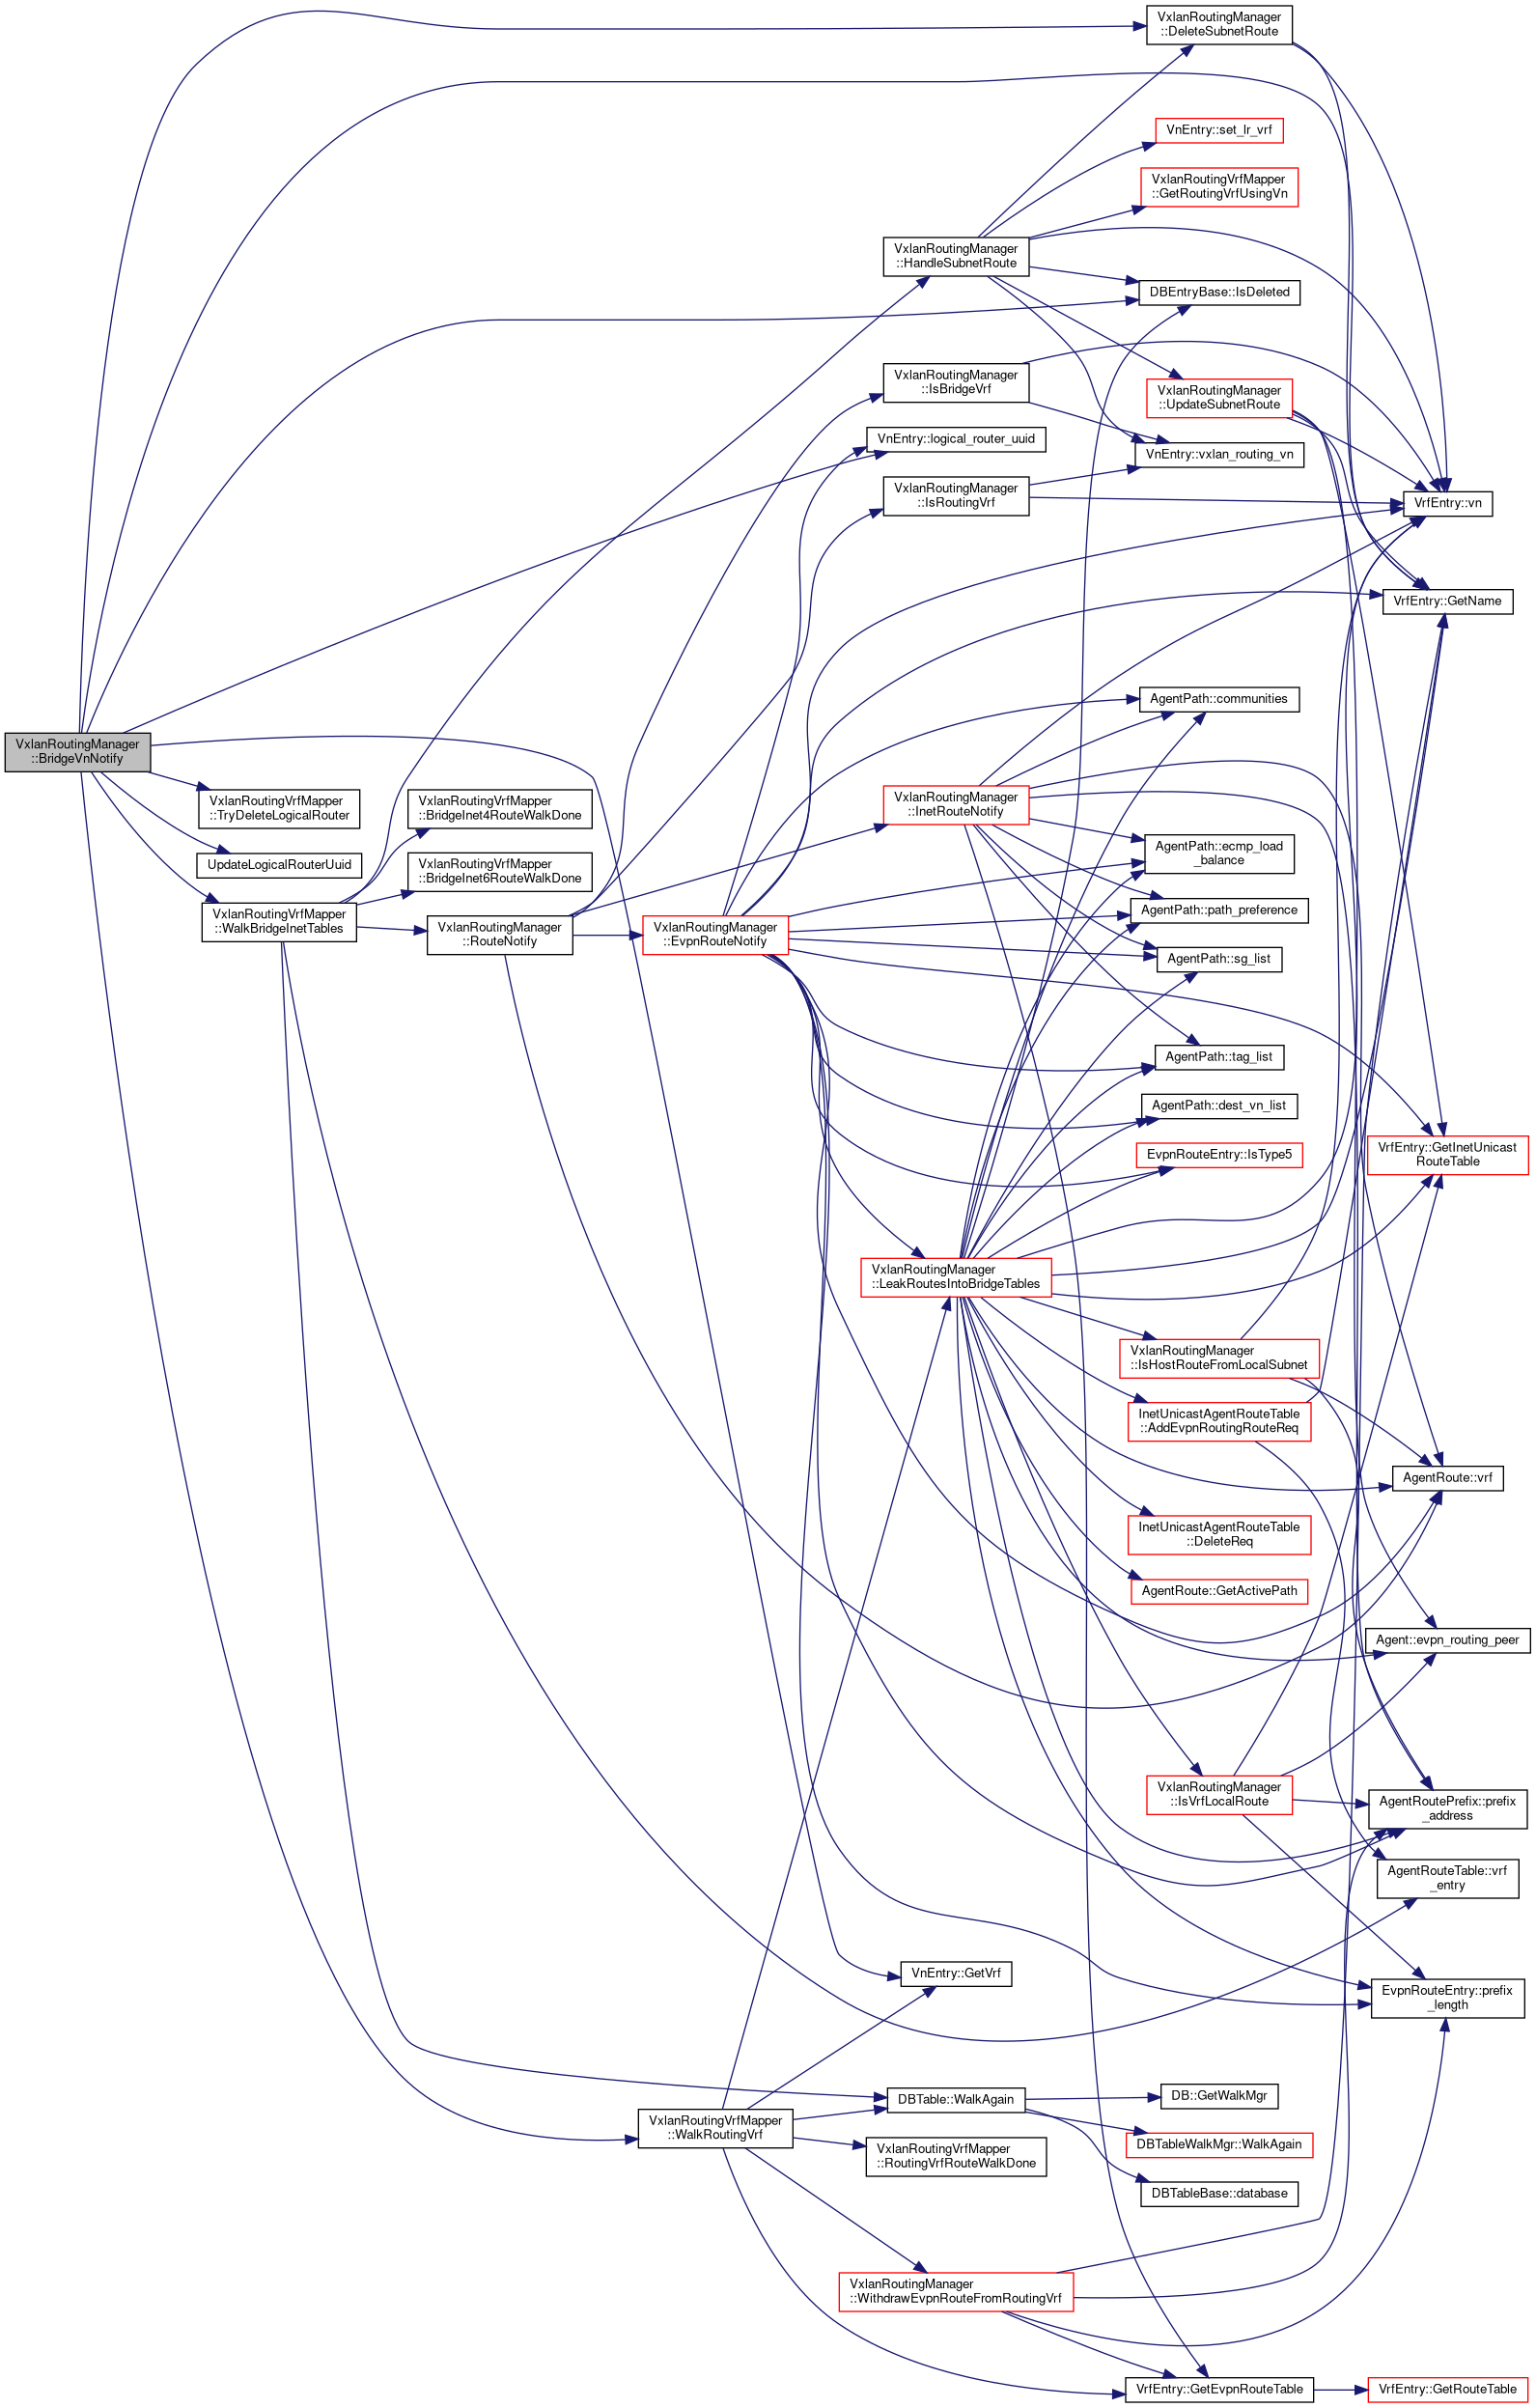 VxlanRoutingManager
::BridgeVnNotify
VxlanRoutingManager
::DeleteSubnetRoute
VnEntry::set_lr_vrf
VxlanRoutingVrfMapper
::GetRoutingVrfUsingVn
VxlanRoutingManager
::HandleSubnetRoute
DBEntryBase::IsDeleted
VxlanRoutingManager
::IsBridgeVrf
VxlanRoutingManager
::UpdateSubnetRoute
VnEntry::logical_router_uuid
VnEntry::vxlan_routing_vn
VxlanRoutingManager
::IsRoutingVrf
VrfEntry::vn
VrfEntry::GetName
AgentPath::communities
VxlanRoutingVrfMapper
::TryDeleteLogicalRouter
VxlanRoutingVrfMapper
::BridgeInet4RouteWalkDone
VxlanRoutingManager
::InetRouteNotify
UpdateLogicalRouterUuid
VxlanRoutingVrfMapper
::BridgeInet6RouteWalkDone
AgentPath::ecmp_load
_balance
VxlanRoutingVrfMapper
::WalkBridgeInetTables
VxlanRoutingManager
::RouteNotify
VxlanRoutingManager
::EvpnRouteNotify
AgentPath::path_preference
AgentPath::sg_list
AgentPath::tag_list
AgentPath::dest_vn_list
EvpnRouteEntry::IsType5
VrfEntry::GetInetUnicast
RouteTable
VxlanRoutingManager
::LeakRoutesIntoBridgeTables
VxlanRoutingManager
::IsHostRouteFromLocalSubnet
InetUnicastAgentRouteTable
::AddEvpnRoutingRouteReq
AgentRoute::vrf
InetUnicastAgentRouteTable
::DeleteReq
AgentRoute::GetActivePath
Agent::evpn_routing_peer
VxlanRoutingManager
::IsVrfLocalRoute
AgentRoutePrefix::prefix
_address
AgentRouteTable::vrf
_entry
VnEntry::GetVrf
EvpnRouteEntry::prefix
_length
DBTable::WalkAgain
DB::GetWalkMgr
VxlanRoutingVrfMapper
::WalkRoutingVrf
DBTableWalkMgr::WalkAgain
VxlanRoutingVrfMapper
::RoutingVrfRouteWalkDone
DBTableBase::database
VxlanRoutingManager
::WithdrawEvpnRouteFromRoutingVrf
VrfEntry::GetEvpnRouteTable
VrfEntry::GetRouteTable